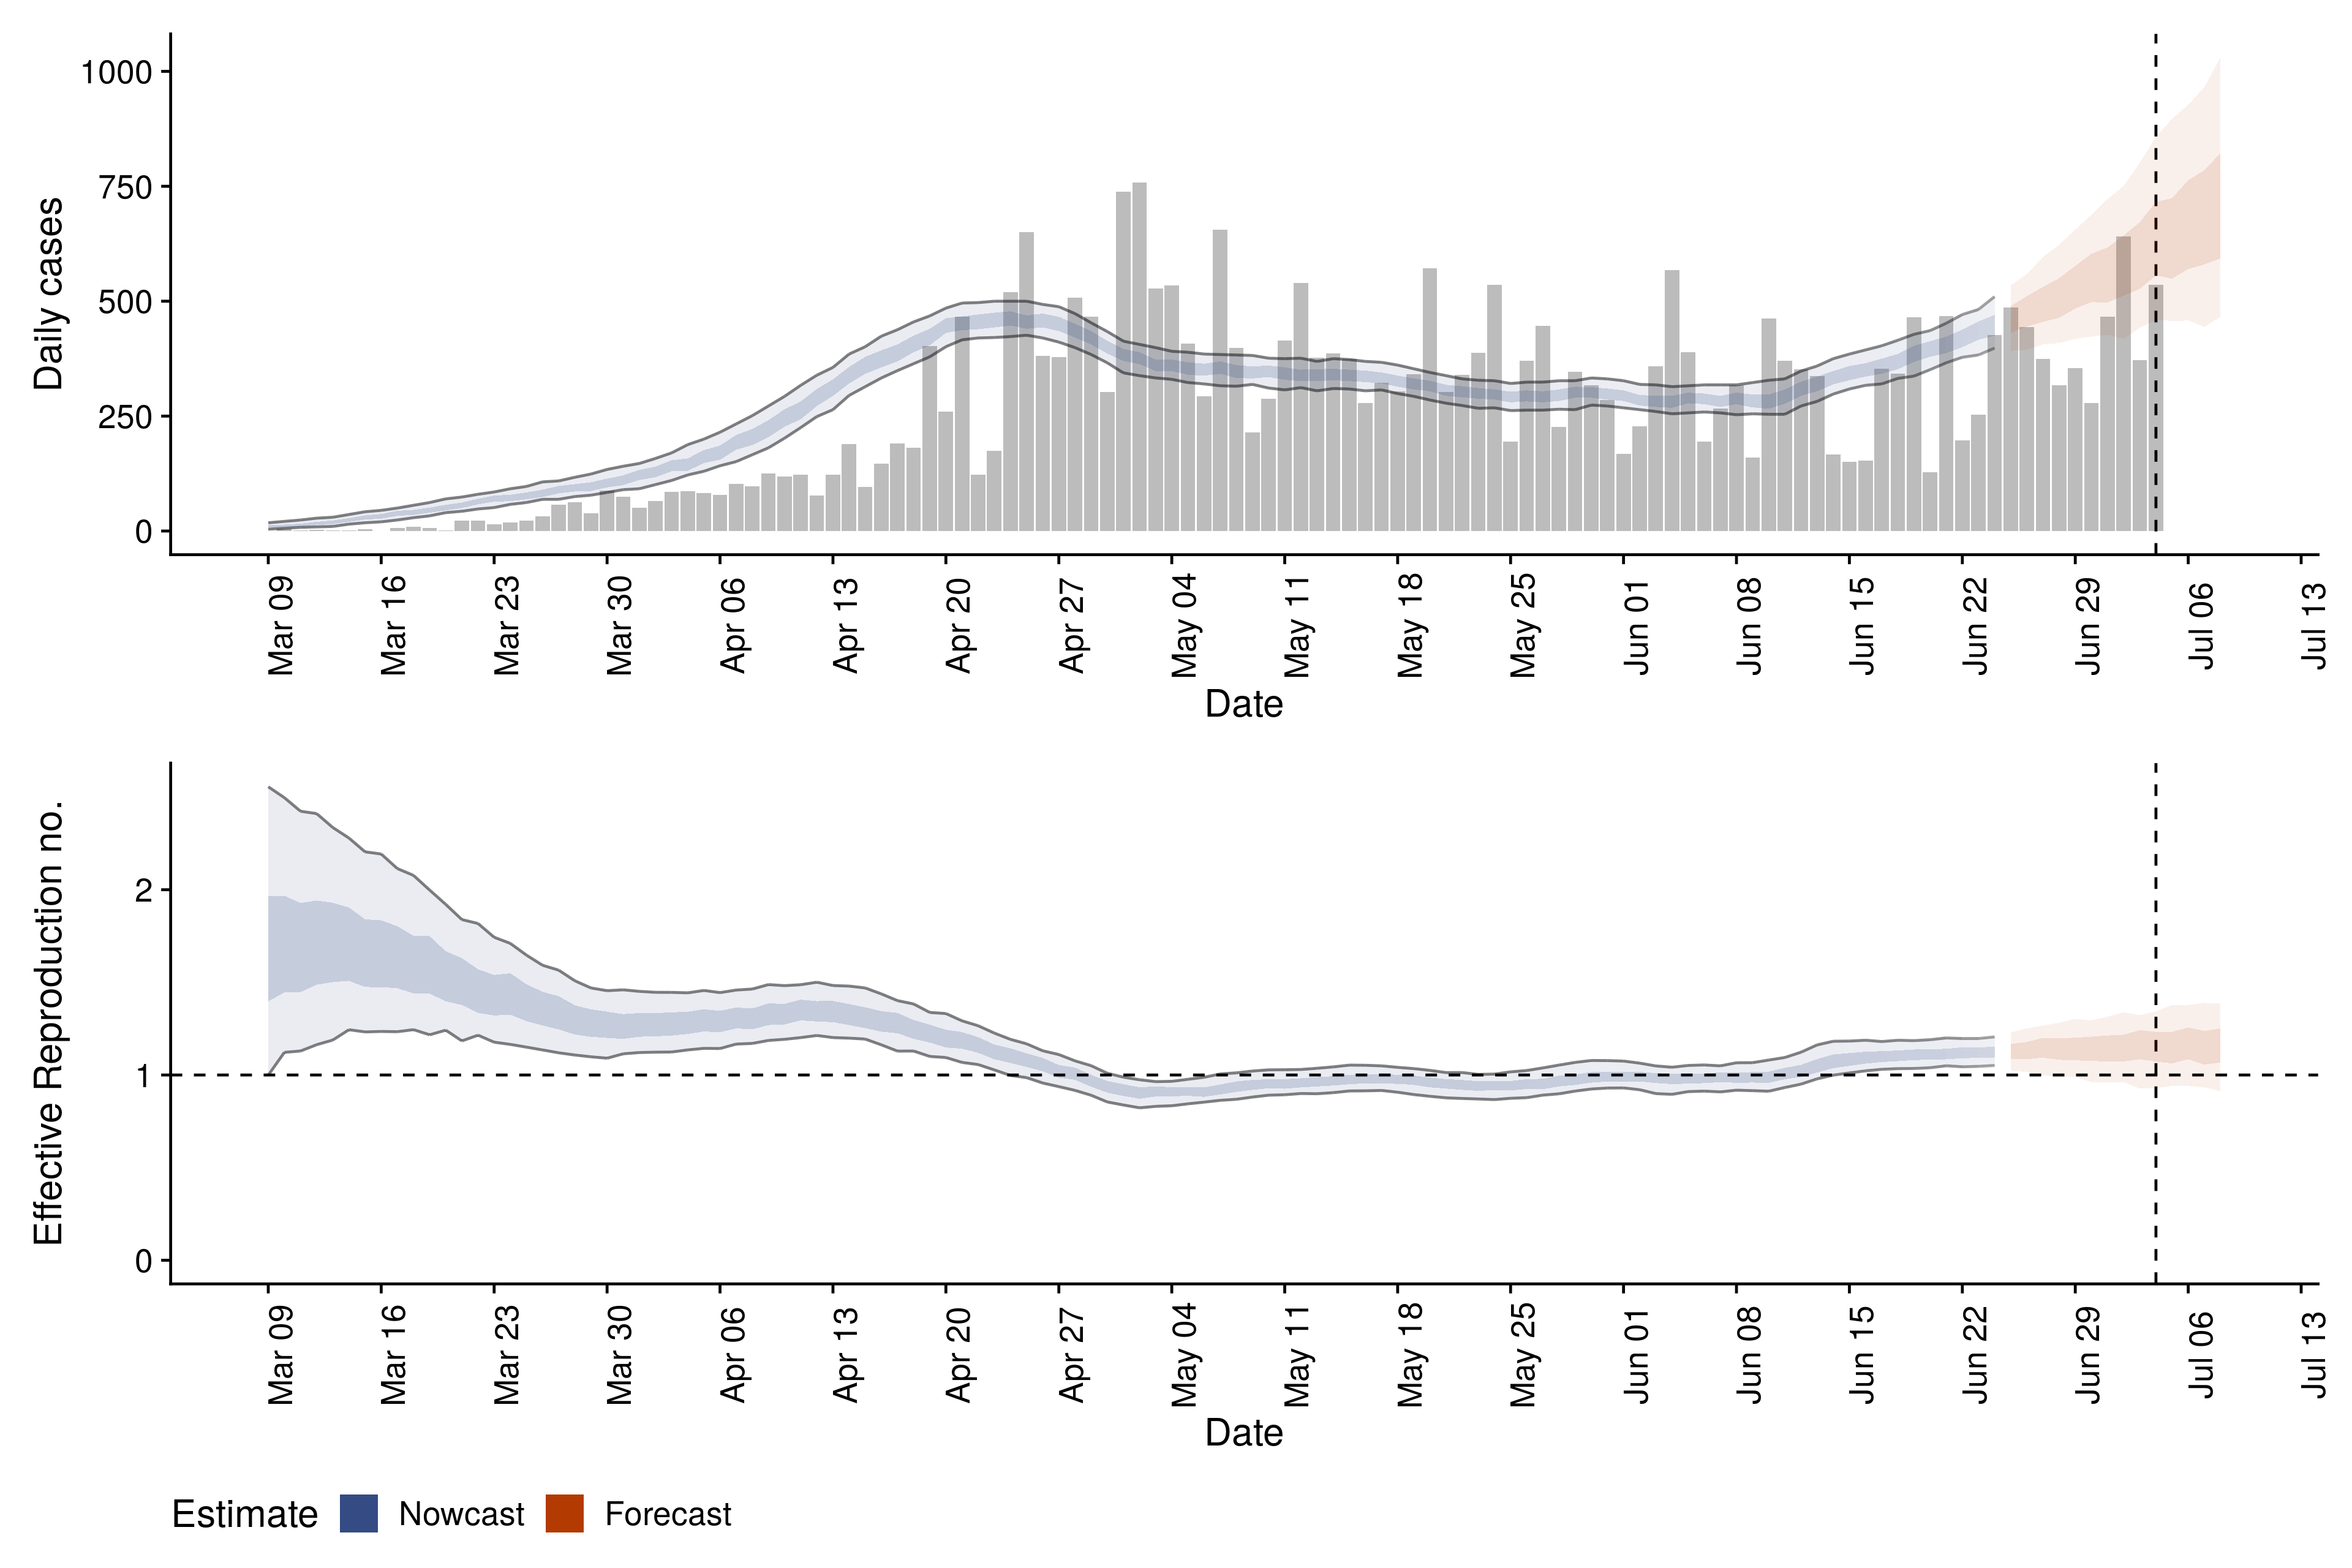 1000
750
500
250
0
Daily cases
Mar 09
Mar 16
Mar 23
Mar 30
Apr 06
Apr 13
Apr 20
Apr 27
May 04
May 11
May 18
May 25
Jun 01
Jun 08
Jun 15
Jun 22
Jun 29
Jul 06
Jul 13
Date
2
1
0
Effective Reproduction no.
Mar 09
Mar 16
Mar 23
Mar 30
Apr 06
Apr 13
Apr 20
Apr 27
May 04
May 11
May 18
May 25
Jun 01
Jun 08
Jun 15
Jun 22
Jun 29
Jul 06
Jul 13
Date
Estimate Nowcast Forecast